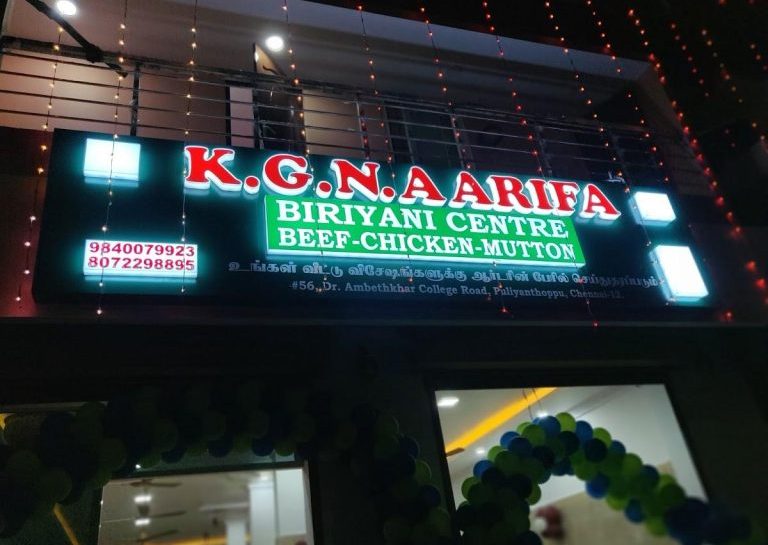 K.G.N.AARIFA
BIRIYANI CENTRE
BEEF-CHICKEN-MUTTON
9840079923
8072298895
உங்கள் வீட்டு விசேஷங்களுக்கு ஆர்டரின் பேரில் செய்துதரப்படும்
#56, Dr. Ambethkhar College Road, Puliyanthoppu, Chennai-12.